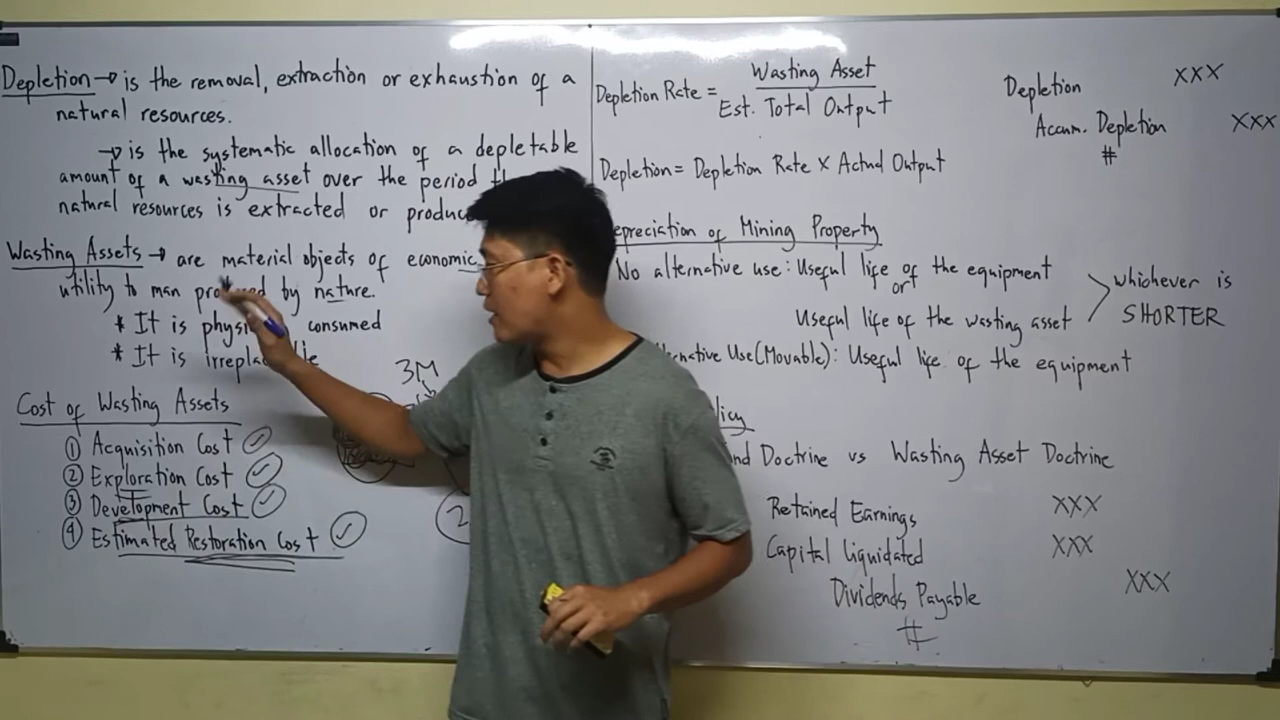 Depletion → is the removal, extraction or exhaustion of a
natural resources.
→ is the systematic allocation of a depletable
amount of a wasting asset over the period
natural resources is extracted or
Wasting Assets → are material objects of economic
utility to man by nature.
* It is consumed
* It is
3M
Cost of Wasting Assets
① Acquisition Cost ✓
② Exploration Cost ✓
③ Development Cost ✓
④ Estimated Restoration Cost ✓
2
Depletion Rate = Wasting Asset
Est. Total Output
Depletion = Depletion Rate X Actual Output
Depletion XXX
Accum. Depletion XXX
#
epreciation of Mining Property
No alternative use: Useful life of the equipment
or
Useful life of the wasting asset
whichever is
SHORTER
Use (Movable): Useful life of the equipment
licy
nd Doctrine vs Wasting Asset Doctrine
Retained Earnings XXX
Capital Liquidated XXX
Dividends Payable XXX
#